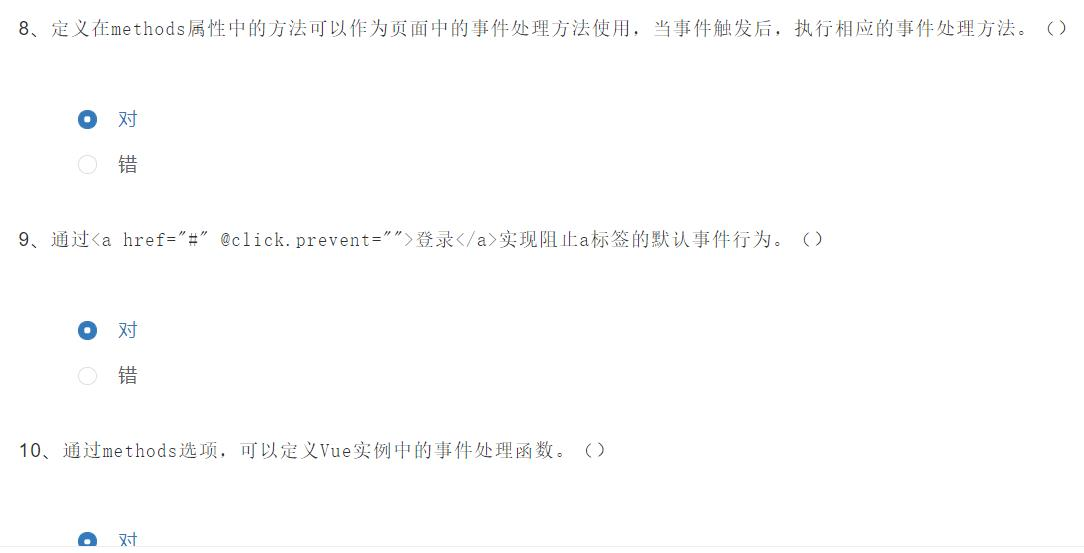 8、定义在methods属性中的方法可以作为页面中的事件处理方法使用，当事件触发后，执行相应的事件处理方法。（）
对
错
9、通过<a href="#" @click.prevent="">登录</a>实现阻止a标签的默认事件行为。（）
对
错
10、通过methods选项，可以定义Vue实例中的事件处理函数。（）
对